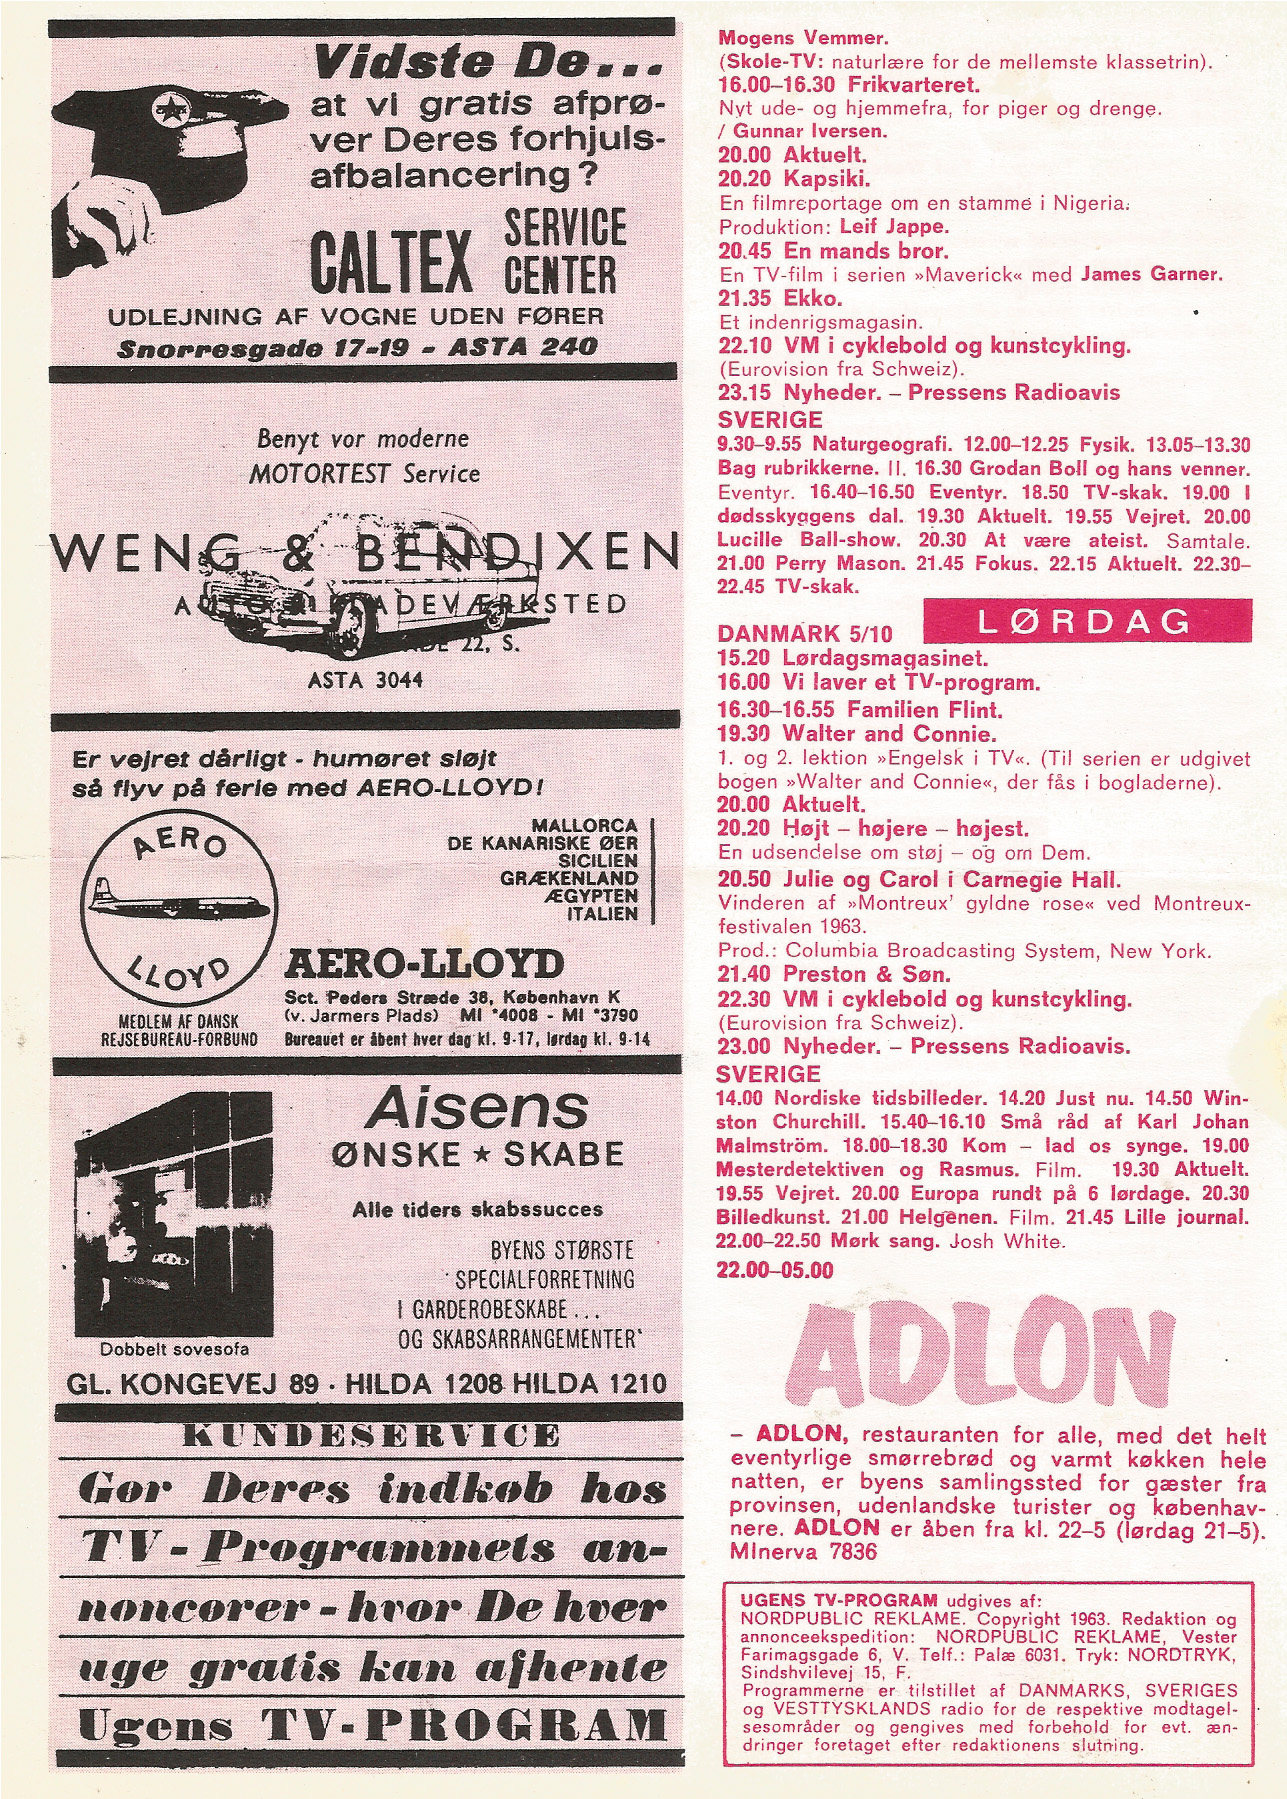 Vidste De...
at vi gratis afprø-
ver Deres forhjuls-
afbalancering ?
CALTEX SERVICE CENTER
UDLEJNING AF VOGNE UDEN FØRER
Snorresgade 17-19 - ASTA 240
Benyt vor moderne
MOTORTEST Service
WENG & BENDIXEN
22, S.
ASTA 3044
Er vejret dårligt - humøret sløjt
så flyv på ferie med AERO-LLOYD!
AERO
LLOYD
MEDLEM AF DANSK
REJSEBUREAU-FORBUND
MALLORCA
DE KANARISKE ØER
SICILIEN
GRÆKENLAND
ÆGYPTEN
ITALIEN
AERO-LLOYD
Sct. Peders Stræde 38, København K
(v. Jarmers Plads) MI *4008 - MI *3790
Bureauet er åbent hver dag kl. 9-17, lørdag kl. 9-14
Aisens
ØNSKE ★ SKABE
Alle tiders skabssucces
BYENS STØRSTE
SPECIALFORRETNING
I GARDEROBESKABE...
OG SKABSARRANGEMENTER
Dobbelt sovesofa
GL. KONGEVEJ 89 · HILDA 1208 HILDA 1210
KUNDESERVICE
Gør Deres indkøb hos
TV-Programmets an-
noncører - hvor De hver
uge gratis kan afhente
Ugens TV-PROGRAM
Mogens Vemmer.
(Skole-TV: naturlære for de mellemste klassetrin).
16.00–16.30 Frikvarteret.
Nyt ude- og hjemmefra, for piger og drenge.
/ Gunnar Iversen.
20.00 Aktuelt.
20.20 Kapsiki.
En filmreportage om en stamme i Nigeria.
Produktion: Leif Jappe.
20.45 En mands bror.
En TV-film i serien »Maverick« med James Garner.
21.35 Ekko.
Et indenrigsmagasin.
22.10 VM i cyklebold og kunstcykling.
(Eurovision fra Schweiz).
23.15 Nyheder. – Pressens Radioavis
SVERIGE
9.30–9.55 Naturgeografi. 12.00–12.25 Fysik. 13.05–13.30
Bag rubrikkerne. II. 16.30 Grodan Boll og hans venner.
Eventyr. 16.40–16.50 Eventyr. 18.50 TV-skak. 19.00 I
dødsskyggens dal. 19.30 Aktuelt. 19.55 Vejret. 20.00
Lucille Ball-show. 20.30 At være ateist. Samtale.
21.00 Perry Mason. 21.45 Fokus. 22.15 Aktuelt. 22.30–
22.45 TV-skak.
LØRDAG
DANMARK 5/10
15.20 Lørdagsmagasinet.
16.00 Vi laver et TV-program.
16.30–16.55 Familien Flint.
19.30 Walter and Connie.
1. og 2. lektion »Engelsk i TV«. (Til serien er udgivet
bogen »Walter and Connie«, der fås i bogladerne).
20.00 Aktuelt.
20.20 Højt – højere – højest.
En udsendelse om støj – og om Dem.
20.50 Julie og Carol i Carnegie Hall.
Vinderen af »Montreux' gyldne rose« ved Montreux-
festivalen 1963.
Prod.: Columbia Broadcasting System, New York.
21.40 Preston & Søn.
22.30 VM i cyklebold og kunstcykling.
(Eurovision fra Schweiz).
23.00 Nyheder. – Pressens Radioavis.
SVERIGE
14.00 Nordiske tidsbilleder. 14.20 Just nu. 14.50 Win-
ston Churchill. 15.40–16.10 Små råd af Karl Johan
Malmström. 18.00–18.30 Kom – lad os synge. 19.00
Mesterdetektiven og Rasmus. Film. 19.30 Aktuelt.
19.55 Vejret. 20.00 Europa rundt på 6 lørdage. 20.30
Billedkunst. 21.00 Helgenen. Film. 21.45 Lille journal.
22.00–22.50 Mørk sang. Josh White.
22.00–05.00
ADLON
– ADLON, restauranten for alle, med det helt
eventyrlige smørrebrød og varmt køkken hele
natten, er byens samlingssted for gæster fra
provinsen, udenlandske turister og københav-
nere. ADLON er åben fra kl. 22–5 (lørdag 21–5).
Minerva 7836
UGENS TV-PROGRAM udgives af:
NORDPUBLIC REKLAME. Copyright 1963. Redaktion og
annonceekspedition: NORDPUBLIC REKLAME, Vester
Farimagsgade 6, V. Telf.: Palæ 6031. Tryk: NORDTRYK,
Sindshvilevej 15, F.
Programmerne er tilstillet af DANMARKS, SVERIGES
og VESTTYSKLANDS radio for de respektive modtagel-
sesområder og gengives med forbehold for evt. æn-
dringer foretaget efter redaktionens slutning.